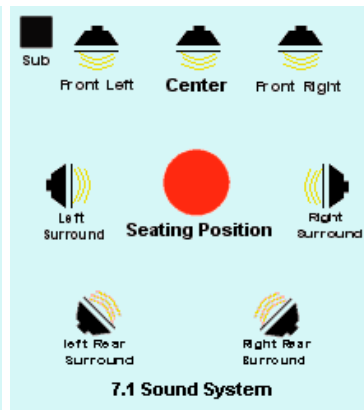 Sub
Front Left
Center
Front Right
Left
Surround
Seating Position
Right
Surround
left Rear
Surround
Right Rear
Surround
7.1 Sound System